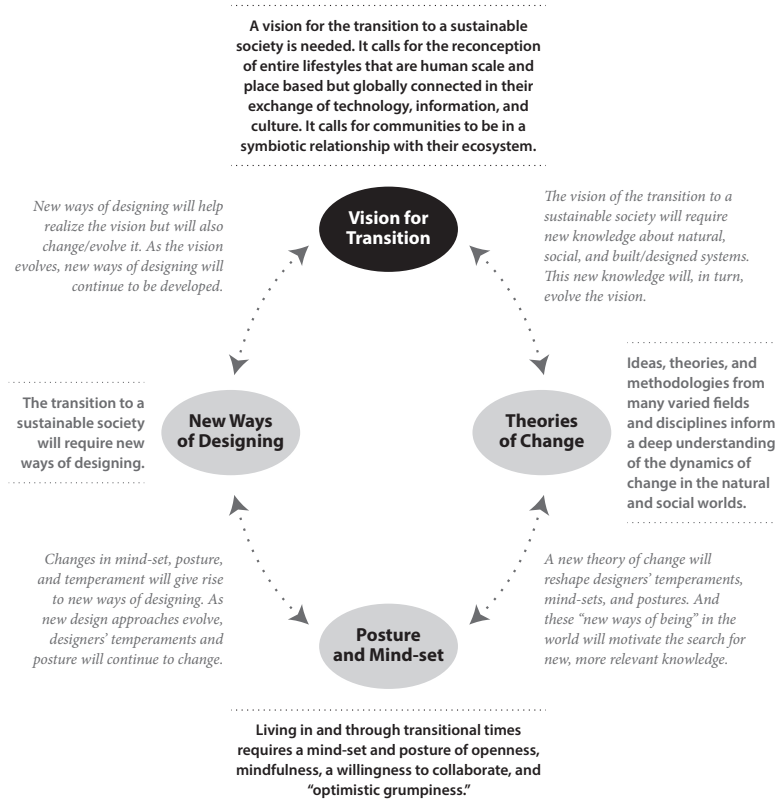 A vision for the transition to a sustainable
society is needed. It calls for the reconception
of entire lifestyles that are human scale and
place based but globally connected in their
exchange of technology, information, and
culture. It calls for communities to be in a
symbiotic relationship with their ecosystem.
New ways of designing will help
realize the vision but will also
change/evolve it. As the vision
evolves, new ways of designing will
continue to be developed.
Vision for
Transition
The vision of the transition to a
sustainable society will require
new knowledge about natural,
social, and built/designed systems.
This new knowledge will, in turn,
evolve the vision.
The transition to a
sustainable society
will require new
ways of designing.
New Ways
of Designing
Theories
of Change
Ideas, theories, and
methodologies from
many varied fields
and disciplines inform
a deep understanding
of the dynamics of
change in the natural
and social worlds.
Changes in mind-set, posture,
and temperament will give rise
to new ways of designing. As
new design approaches evolve,
designers’ temperaments and
posture will continue to change.
Posture
and Mind-set
A new theory of change will
reshape designers’ temperaments,
mind-sets, and postures. And
these “new ways of being” in the
world will motivate the search for
new, more relevant knowledge.
Living in and through transitional times
requires a mind-set and posture of openness,
mindfulness, a willingness to collaborate, and
“optimistic grumpiness.”